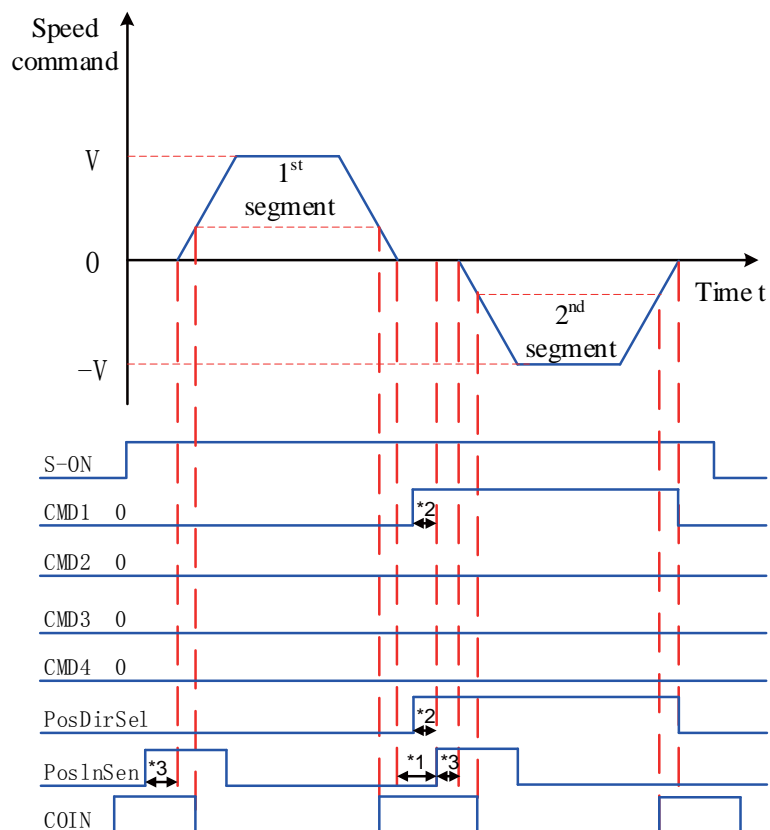 Speed
command
V
1st
segment
0
Time t
2nd
segment
-V
S-ON
CMD1 0
*2
CMD2 0
CMD3 0
CMD4 0
PosDirSel
*2
PoslnSen
*3
*1
*3
COIN